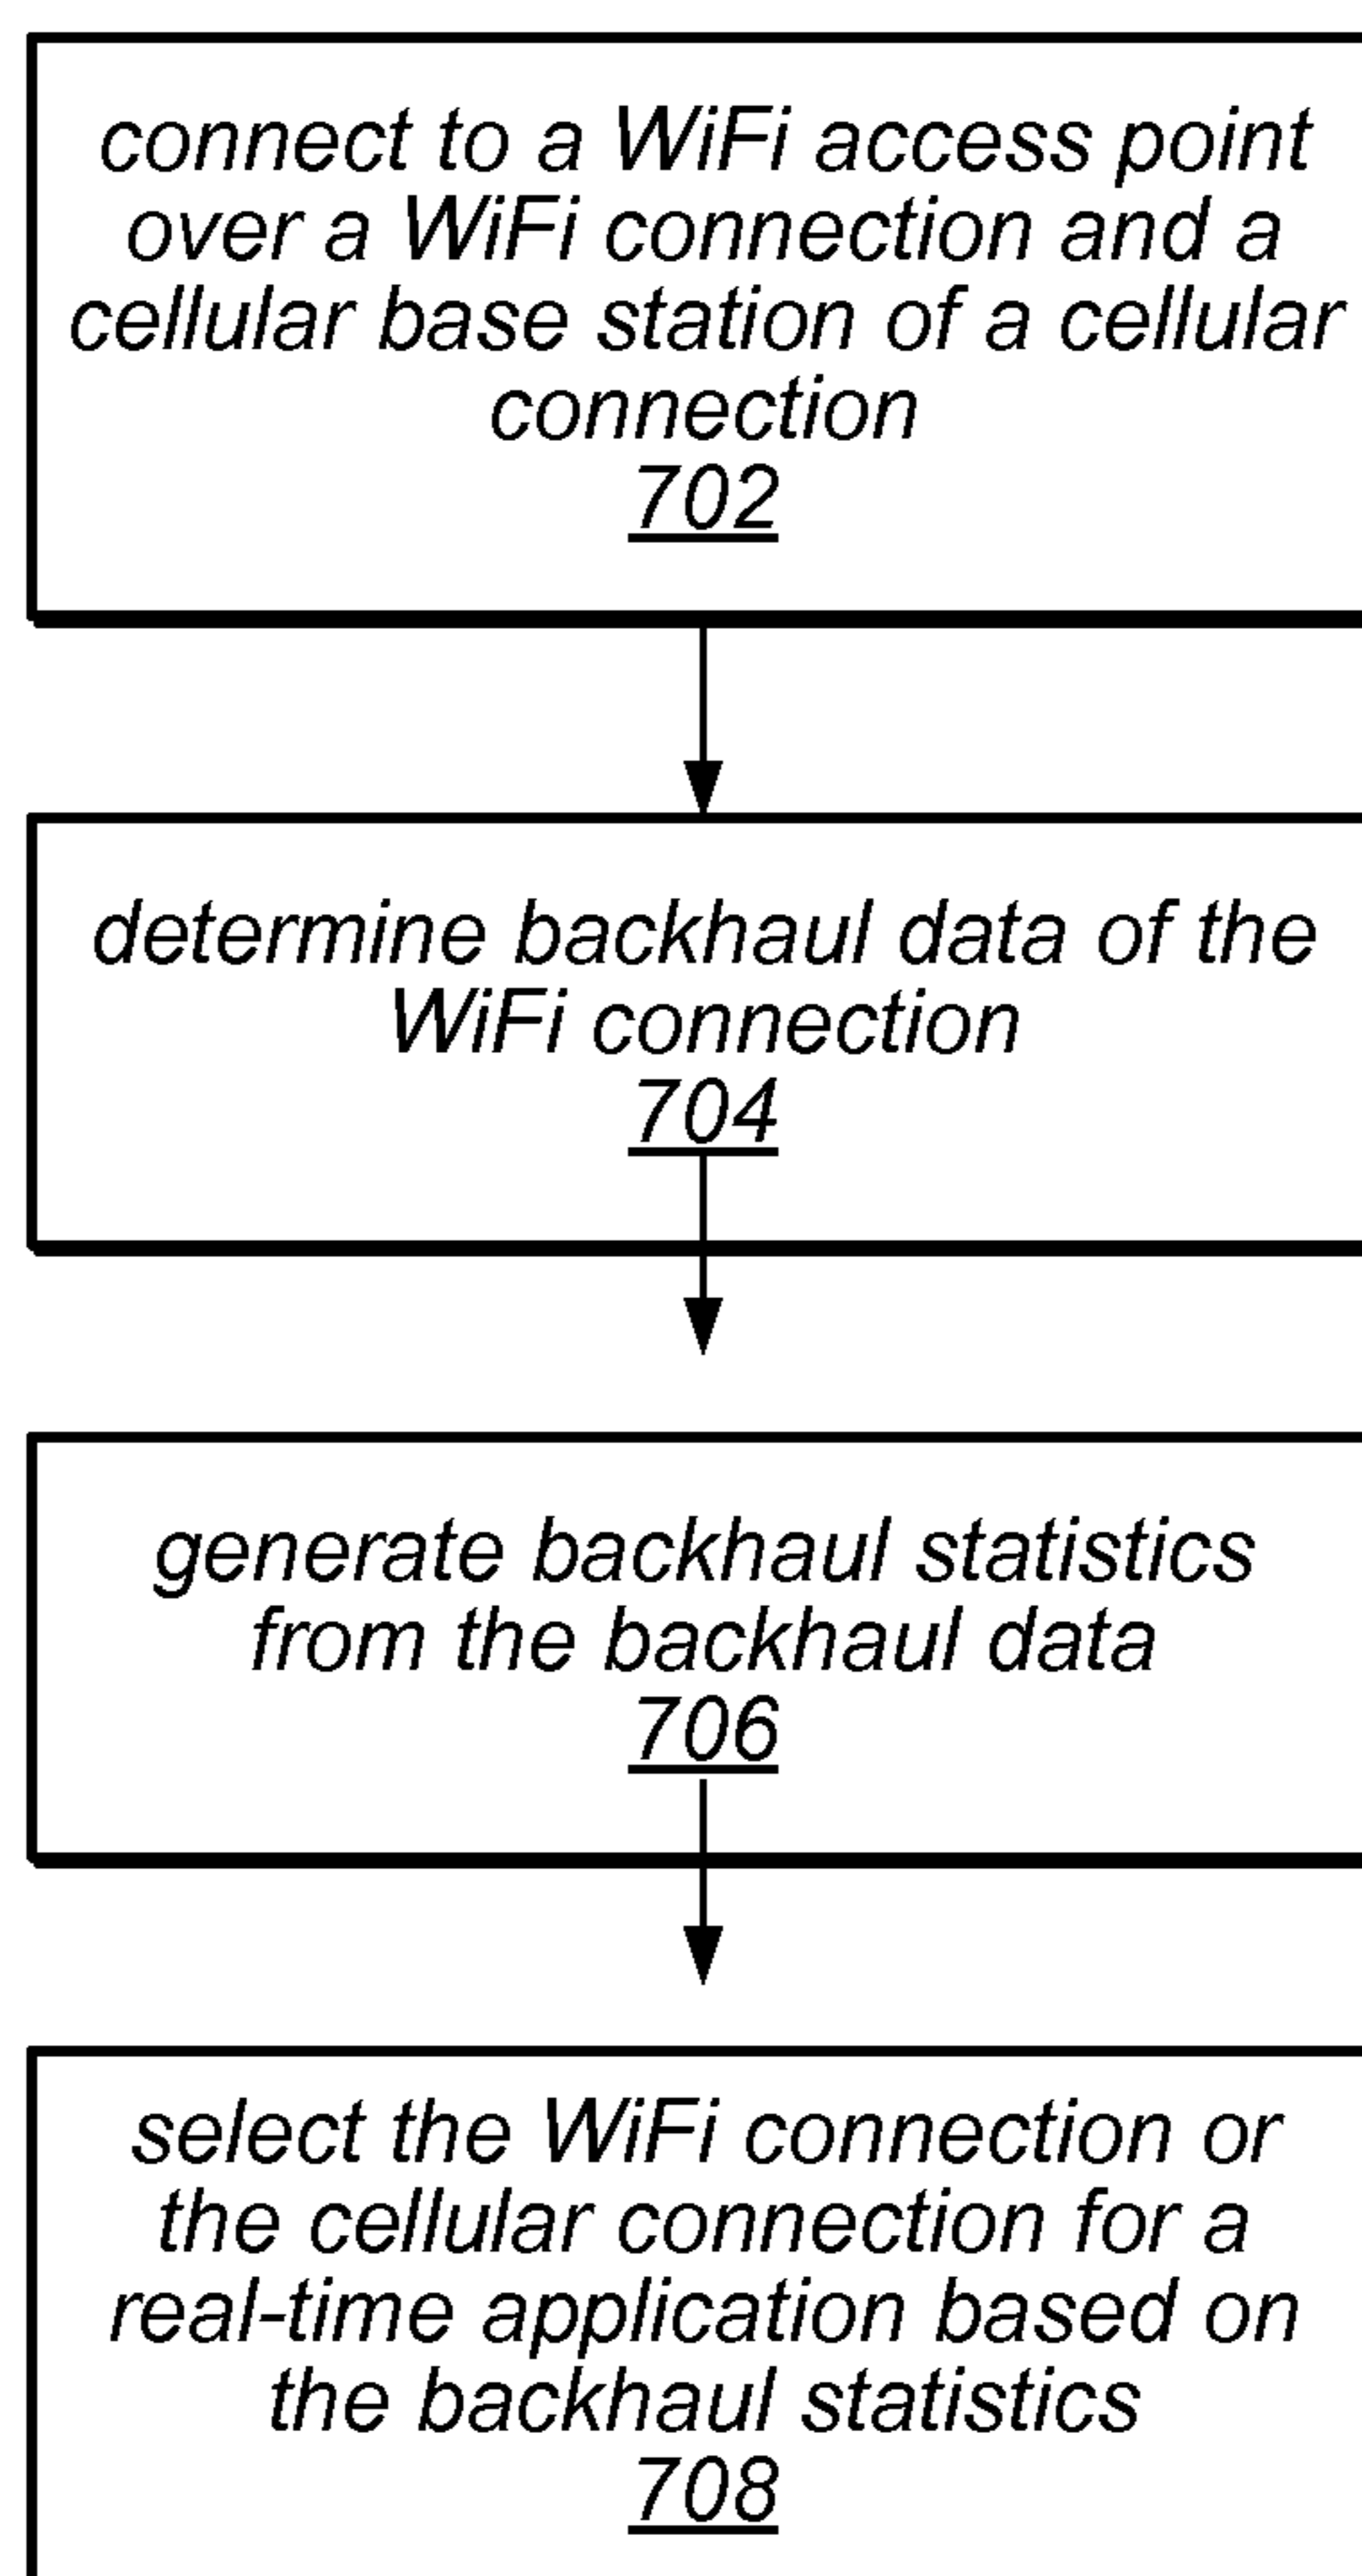 connect to a WiFi access point
over a WiFi connection and a
cellular base station of a cellular
connection
702
determine backhaul data of the
WiFi connection
704
generate backhaul statistics
from the backhaul data
706
select the WiFi connection or
the cellular connection for a
real-time application based on
the backhaul statistics
708